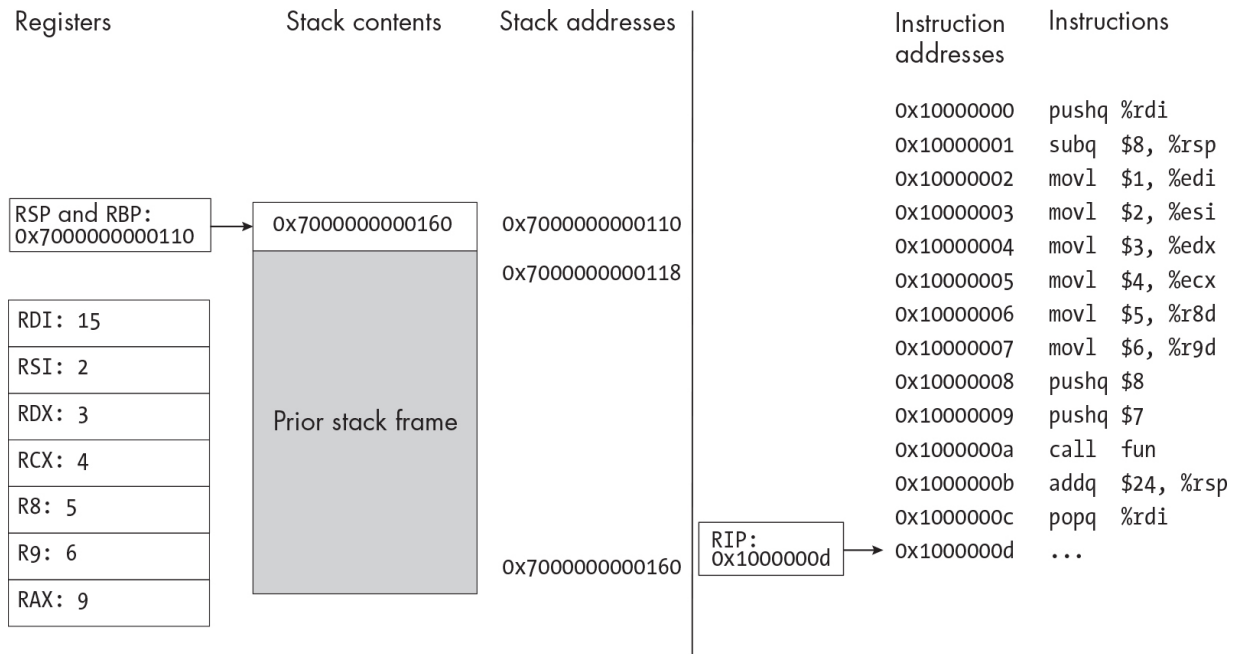 Registers
Stack contents
Stack addresses
RSP and RBP:
0x7000000000110
0x7000000000160
0x7000000000110
0x7000000000118
RDI: 15
RSI: 2
RDX: 3
RCX: 4
R8: 5
R9: 6
RAX: 9
Prior stack frame
0x7000000000160
Instruction
addresses
Instructions
0x10000000 pushq %rdi
0x10000001 subq $8, %rsp
0x10000002 movl $1, %edi
0x10000003 movl $2, %esi
0x10000004 movl $3, %edx
0x10000005 movl $4, %ecx
0x10000006 movl $5, %r8d
0x10000007 movl $6, %r9d
0x10000008 pushq $8
0x10000009 pushq $7
0x1000000a call fun
0x1000000b addq $24, %rsp
0x1000000c popq %rdi
RIP:
0x1000000d
0x1000000d ...